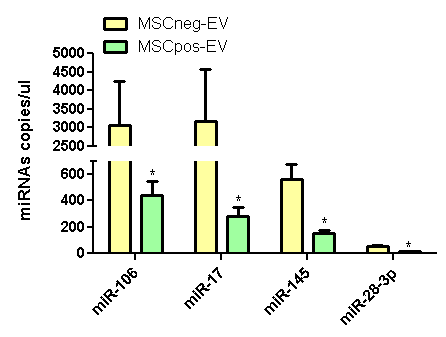 MSCneg-EV
MSCpos-EV
miRNAs copies/ul
5000
4500
4000
3500
3000
2500
600
400
200
0
*
*
*
*
miR-106
miR-17
miR-145
miR-28-3p